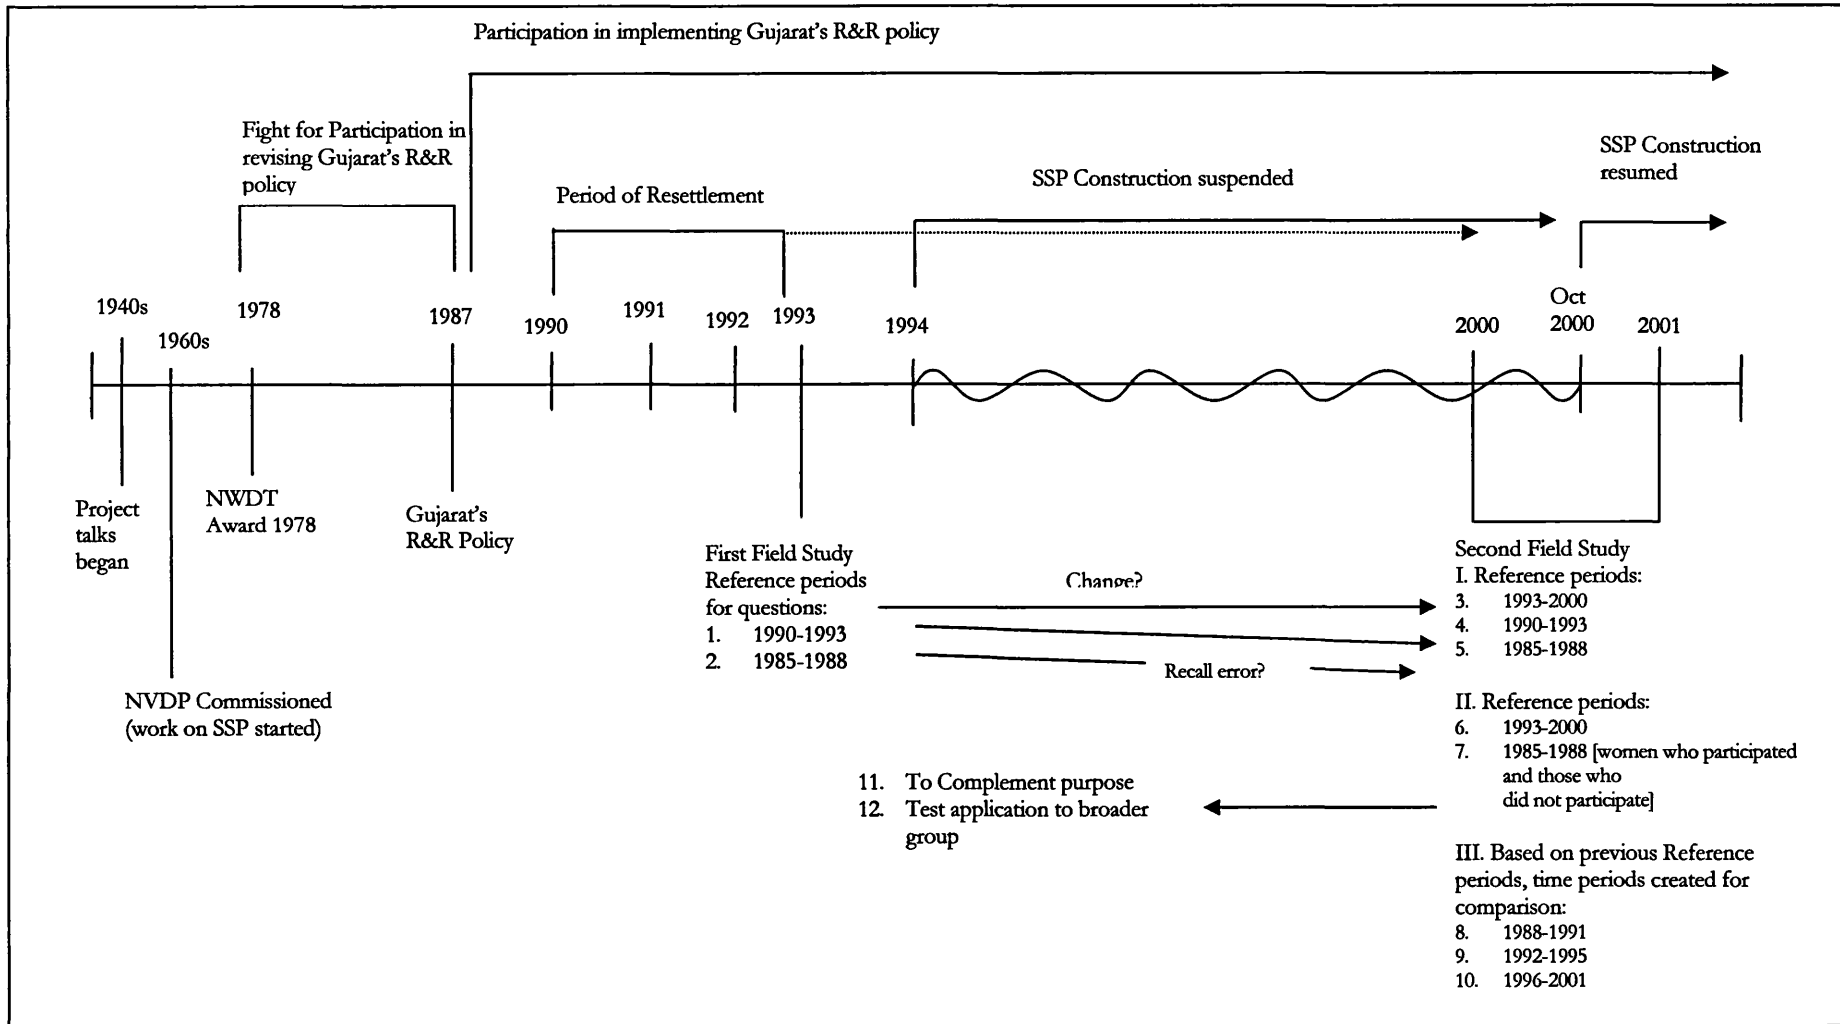 Participation in implementing Gujarat's R&R policy
Fight for Participation in
revising Gujarat's R&R
policy
Period of Resettlement
SSP Construction suspended
SSP Construction
resumed
1940s
1960s
1978
1987
1990
1991
1992
1993
1994
2000
Oct
2000
2001
Project
talks
began
NWDT
Award 1978
Gujarat's
R&R Policy
NVDP Commissioned
(work on SSP started)
First Field Study
Reference periods
for questions:
1. 1990-1993
2. 1985-1988
Change?
Recall error?
Second Field Study
I. Reference periods:
3. 1993-2000
4. 1990-1993
5. 1985-1988
II. Reference periods:
6. 1993-2000
7. 1985-1988 [women who participated
and those who
did not participate]
11. To Complement purpose
12. Test application to broader
group
III. Based on previous Reference
periods, time periods created for
comparison:
8. 1988-1991
9. 1992-1995
10. 1996-2001